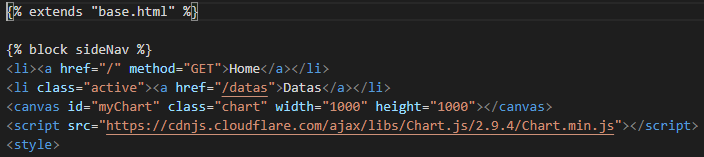 {% extends "base.html" %}
{% block sideNav %}
<li><a href="/" method="GET">Home</a></li>
<li class="active"><a href="/datas">Datas</a></li>
<canvas id="myChart" class="chart" width="1000" height="1000"></canvas>
<script src="https://cdnjs.cloudflare.com/ajax/libs/Chart.js/2.9.4/Chart.min.js"></script>
<style>